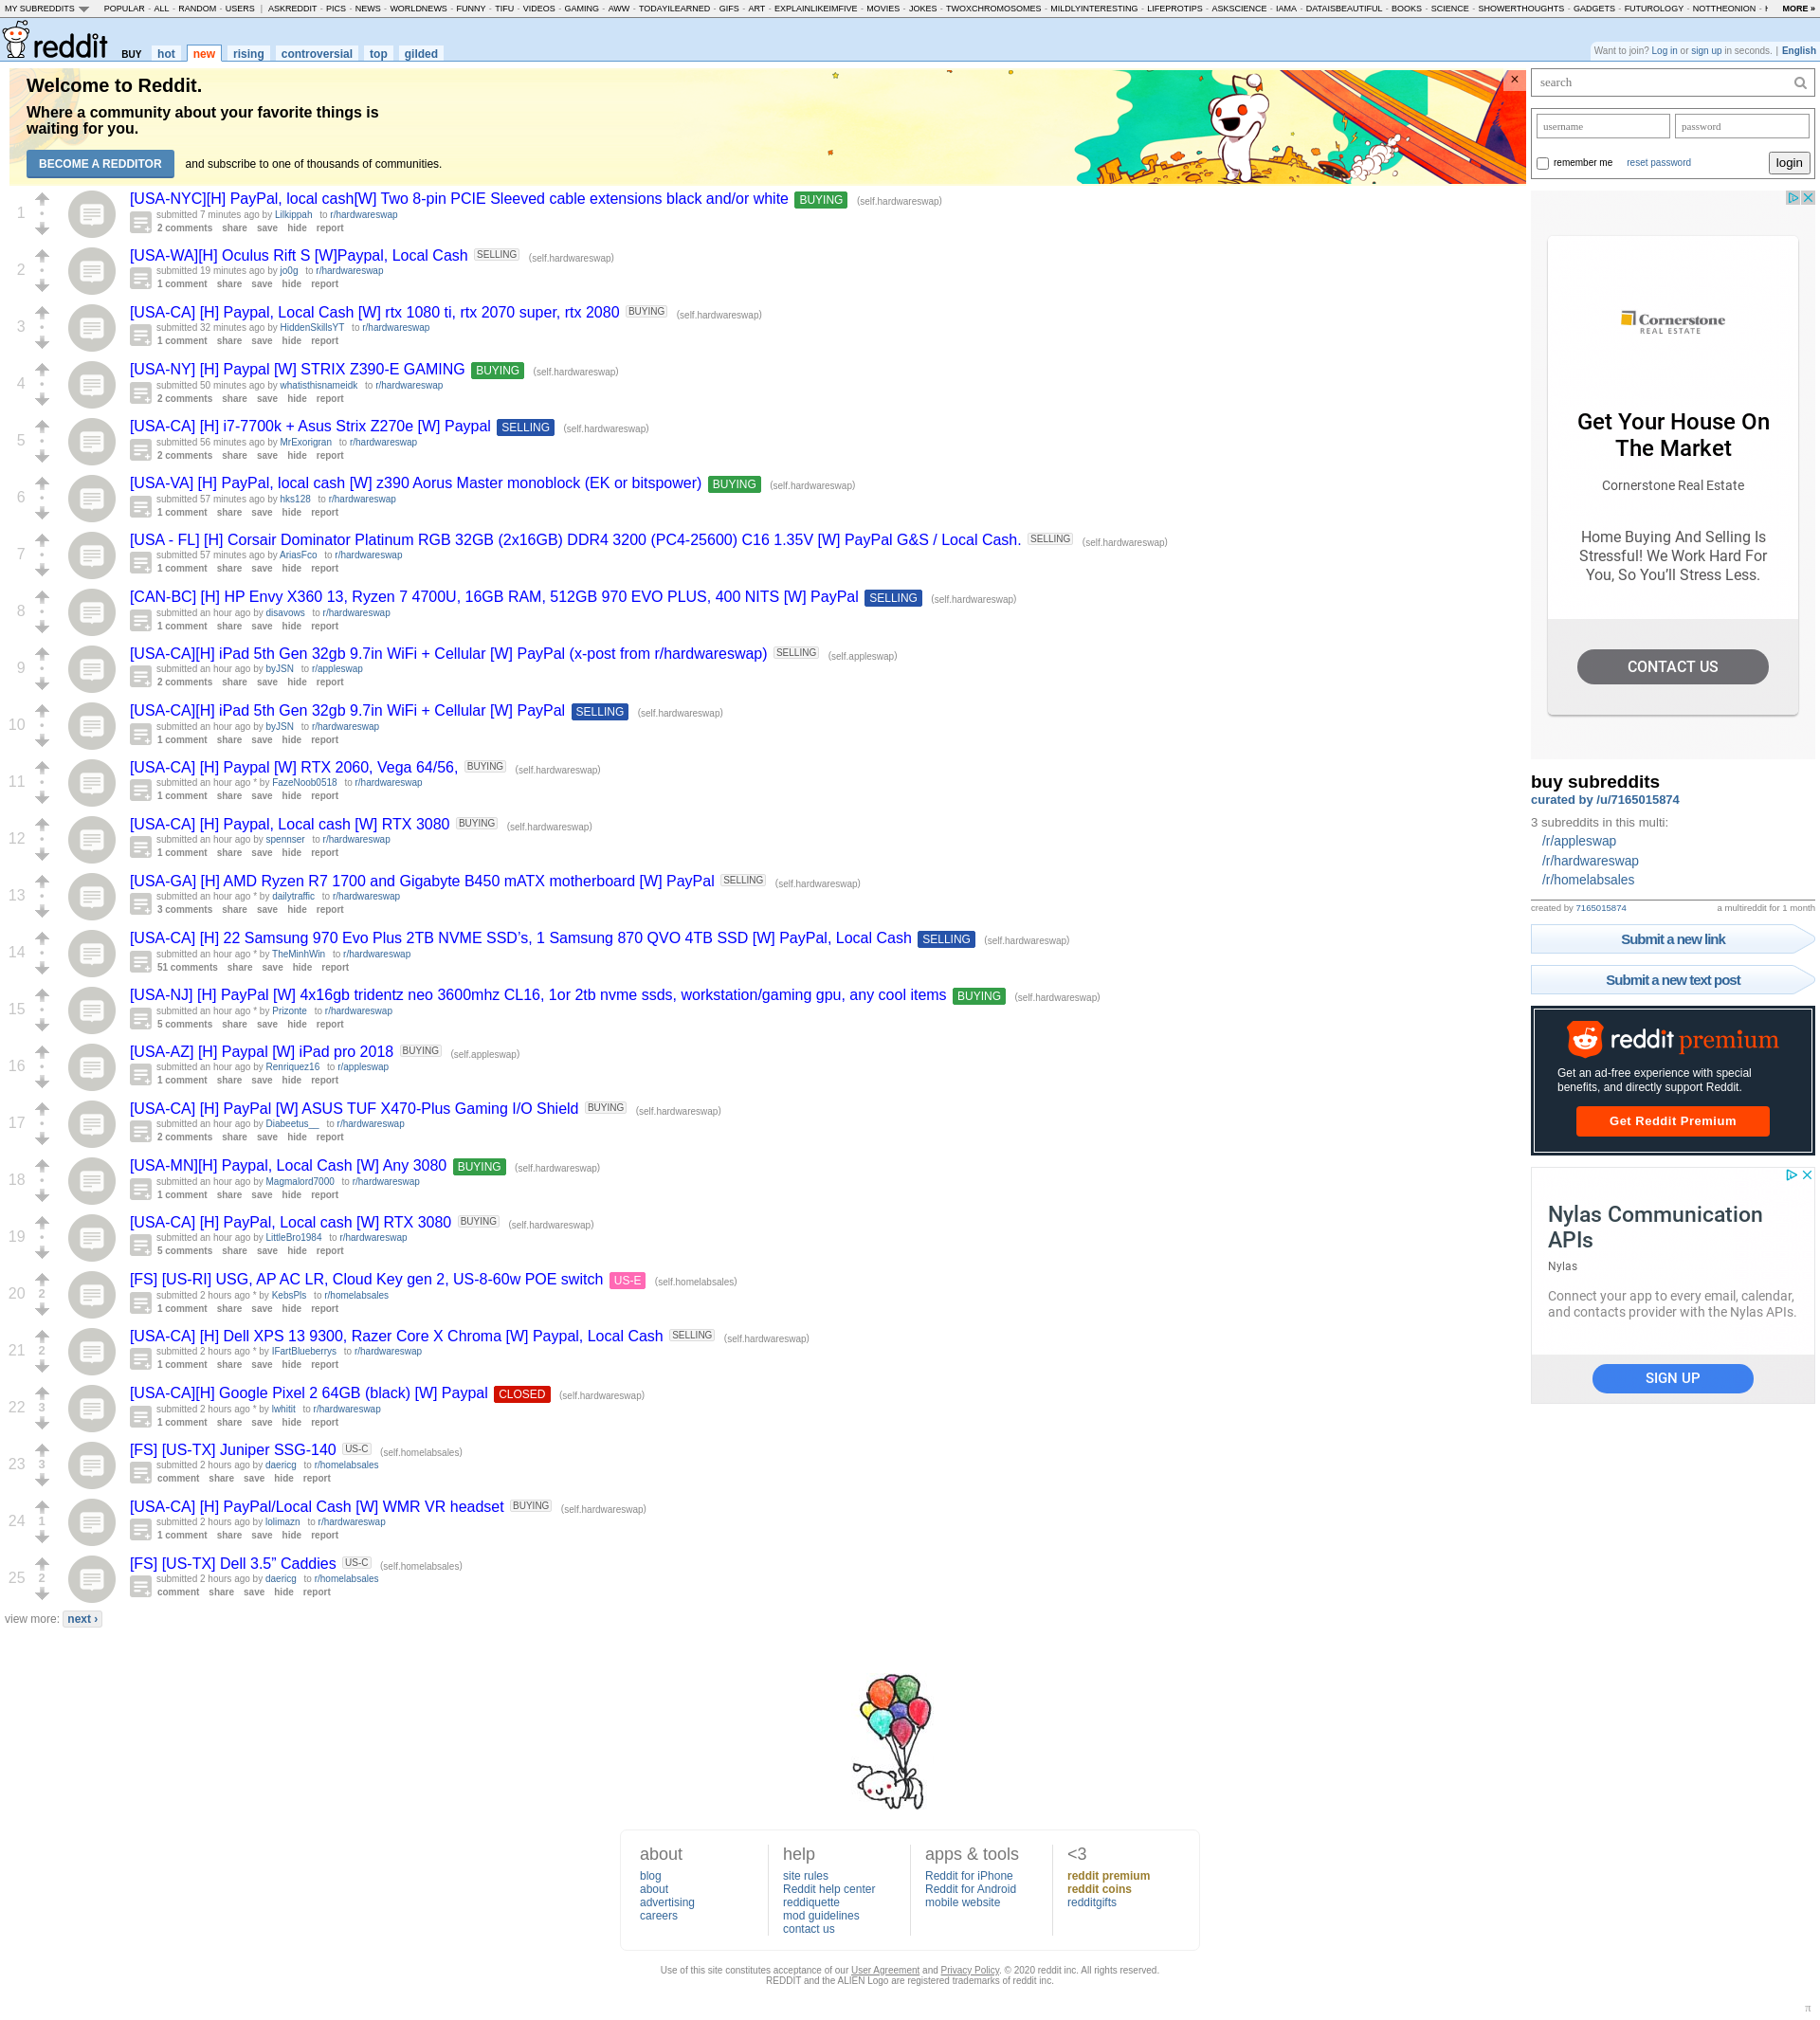 MY SUBREDDITS POPULAR - ALL - RANDOM - USERS | ASKREDDIT - PICS - NEWS - WORLDNEWS - FUNNY - TIFU - VIDEOS - GAMING - AWW - TODAYILEARNED - GIFS - ART - EXPLAINLIKEIMFIVE - MOVIES - JOKES - TWOXCHROMOSOMES - MILDLYINTERESTING - LIFEPROTIPS - ASKSCIENCE - IAMA - DATAISBEAUTIFUL - BOOKS - SCIENCE - SHOWERTHOUGHTS - GADGETS - FUTUROLOGY - NOTTHEONION - MORE »
reddit BUY hot new rising controversial top gilded
Want to join? Log in or sign up in seconds. | English
Welcome to Reddit.
Where a community about your favorite things is
waiting for you.
BECOME A REDDITOR and subscribe to one of thousands of communities.
1
[USA-NYC][H] PayPal, local cash[W] Two 8-pin PCIE Sleeved cable extensions black and/or white BUYING (self.hardwareswap)
submitted 7 minutes ago by Lilkippah to r/hardwareswap
2 comments share save hide report
2
[USA-WA][H] Oculus Rift S [W]Paypal, Local Cash SELLING (self.hardwareswap)
submitted 19 minutes ago by jo0g to r/hardwareswap
1 comment share save hide report
3
[USA-CA] [H] Paypal, Local Cash [W] rtx 1080 ti, rtx 2070 super, rtx 2080 BUYING (self.hardwareswap)
submitted 32 minutes ago by HiddenSkillsYT to r/hardwareswap
1 comment share save hide report
4
[USA-NY] [H] Paypal [W] STRIX Z390-E GAMING BUYING (self.hardwareswap)
submitted 50 minutes ago by whatisthisnameidk to r/hardwareswap
2 comments share save hide report
5
[USA-CA] [H] i7-7700k + Asus Strix Z270e [W] Paypal SELLING (self.hardwareswap)
submitted 56 minutes ago by MrExorigran to r/hardwareswap
2 comments share save hide report
6
[USA-VA] [H] PayPal, local cash [W] z390 Aorus Master monoblock (EK or bitspower) BUYING (self.hardwareswap)
submitted 57 minutes ago by hks128 to r/hardwareswap
1 comment share save hide report
7
[USA - FL] [H] Corsair Dominator Platinum RGB 32GB (2x16GB) DDR4 3200 (PC4-25600) C16 1.35V [W] PayPal G&S / Local Cash. SELLING (self.hardwareswap)
submitted 57 minutes ago by AriasFco to r/hardwareswap
1 comment share save hide report
8
[CAN-BC] [H] HP Envy X360 13, Ryzen 7 4700U, 16GB RAM, 512GB 970 EVO PLUS, 400 NITS [W] PayPal SELLING (self.hardwareswap)
submitted an hour ago by disavows to r/hardwareswap
1 comment share save hide report
9
[USA-CA][H] iPad 5th Gen 32gb 9.7in WiFi + Cellular [W] PayPal (x-post from r/hardwareswap) SELLING (self.appleswap)
submitted an hour ago by byJSN to r/appleswap
2 comments share save hide report
10
[USA-CA][H] iPad 5th Gen 32gb 9.7in WiFi + Cellular [W] PayPal SELLING (self.hardwareswap)
submitted an hour ago by byJSN to r/hardwareswap
1 comment share save hide report
11
[USA-CA] [H] Paypal [W] RTX 2060, Vega 64/56, BUYING (self.hardwareswap)
submitted an hour ago * by FazeNoob0518 to r/hardwareswap
1 comment share save hide report
12
[USA-CA] [H] Paypal, Local cash [W] RTX 3080 BUYING (self.hardwareswap)
submitted an hour ago by spennser to r/hardwareswap
1 comment share save hide report
13
[USA-GA] [H] AMD Ryzen R7 1700 and Gigabyte B450 mATX motherboard [W] PayPal SELLING (self.hardwareswap)
submitted an hour ago * by dailytraffic to r/hardwareswap
3 comments share save hide report
14
[USA-CA] [H] 22 Samsung 970 Evo Plus 2TB NVME SSD’s, 1 Samsung 870 QVO 4TB SSD [W] PayPal, Local Cash SELLING (self.hardwareswap)
submitted an hour ago * by TheMinhWin to r/hardwareswap
51 comments share save hide report
15
[USA-NJ] [H] PayPal [W] 4x16gb tridentz neo 3600mhz CL16, 1or 2tb nvme ssds, workstation/gaming gpu, any cool items BUYING (self.hardwareswap)
submitted an hour ago * by Prizonte to r/hardwareswap
5 comments share save hide report
16
[USA-AZ] [H] Paypal [W] iPad pro 2018 BUYING (self.appleswap)
submitted an hour ago by Renriquez16 to r/appleswap
1 comment share save hide report
17
[USA-CA] [H] PayPal [W] ASUS TUF X470-Plus Gaming I/O Shield BUYING (self.hardwareswap)
submitted an hour ago by Diabeetus__ to r/hardwareswap
2 comments share save hide report
18
[USA-MN][H] Paypal, Local Cash [W] Any 3080 BUYING (self.hardwareswap)
submitted an hour ago by Magmalord7000 to r/hardwareswap
1 comment share save hide report
19
[USA-CA] [H] PayPal, Local cash [W] RTX 3080 BUYING (self.hardwareswap)
submitted an hour ago by LittleBro1984 to r/hardwareswap
5 comments share save hide report
20 2
[FS] [US-RI] USG, AP AC LR, Cloud Key gen 2, US-8-60w POE switch US-E (self.homelabsales)
submitted 2 hours ago * by KebsPls to r/homelabsales
1 comment share save hide report
21 2
[USA-CA] [H] Dell XPS 13 9300, Razer Core X Chroma [W] Paypal, Local Cash SELLING (self.hardwareswap)
submitted 2 hours ago * by IFartBlueberrys to r/hardwareswap
1 comment share save hide report
22 3
[USA-CA][H] Google Pixel 2 64GB (black) [W] Paypal CLOSED (self.hardwareswap)
submitted 2 hours ago * by lwhitit to r/hardwareswap
1 comment share save hide report
23 3
[FS] [US-TX] Juniper SSG-140 US-C (self.homelabsales)
submitted 2 hours ago by daericg to r/homelabsales
comment share save hide report
24 1
[USA-CA] [H] PayPal/Local Cash [W] WMR VR headset BUYING (self.hardwareswap)
submitted 2 hours ago by lolimazn to r/hardwareswap
1 comment share save hide report
25 2
[FS] [US-TX] Dell 3.5” Caddies US-C (self.homelabsales)
submitted 2 hours ago by daericg to r/homelabsales
comment share save hide report
view more: next ›
search
username password
remember me reset password login
Cornerstone
REAL ESTATE
Get Your House On
The Market
Cornerstone Real Estate
Home Buying And Selling Is
Stressful! We Work Hard For
You, So You’ll Stress Less.
CONTACT US
buy subreddits
curated by /u/7165015874
3 subreddits in this multi:
/r/appleswap
/r/hardwareswap
/r/homelabsales
created by 7165015874 a multireddit for 1 month
Submit a new link
Submit a new text post
reddit premium
Get an ad-free experience with special
benefits, and directly support Reddit.
Get Reddit Premium
Nylas Communication
APIs
Nylas
Connect your app to every email, calendar,
and contacts provider with the Nylas APIs.
SIGN UP
about
blog
about
advertising
careers
help
site rules
Reddit help center
reddiquette
mod guidelines
contact us
apps & tools
Reddit for iPhone
Reddit for Android
mobile website
<3
reddit premium
reddit coins
redditgifts
Use of this site constitutes acceptance of our User Agreement and Privacy Policy. © 2020 reddit inc. All rights reserved.
REDDIT and the ALIEN Logo are registered trademarks of reddit inc.
π